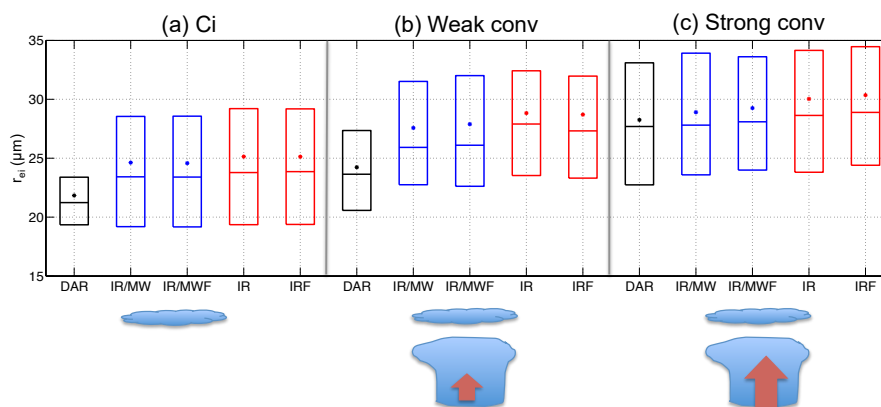 (a) Ci (b) Weak conv (c) Strong conv
35
30
25
20
15
r_ei (µm)
DAR IR/MW IR/MWF IR IRF DAR IR/MW IR/MWF IR IRF DAR IR/MW IR/MWF IR IRF